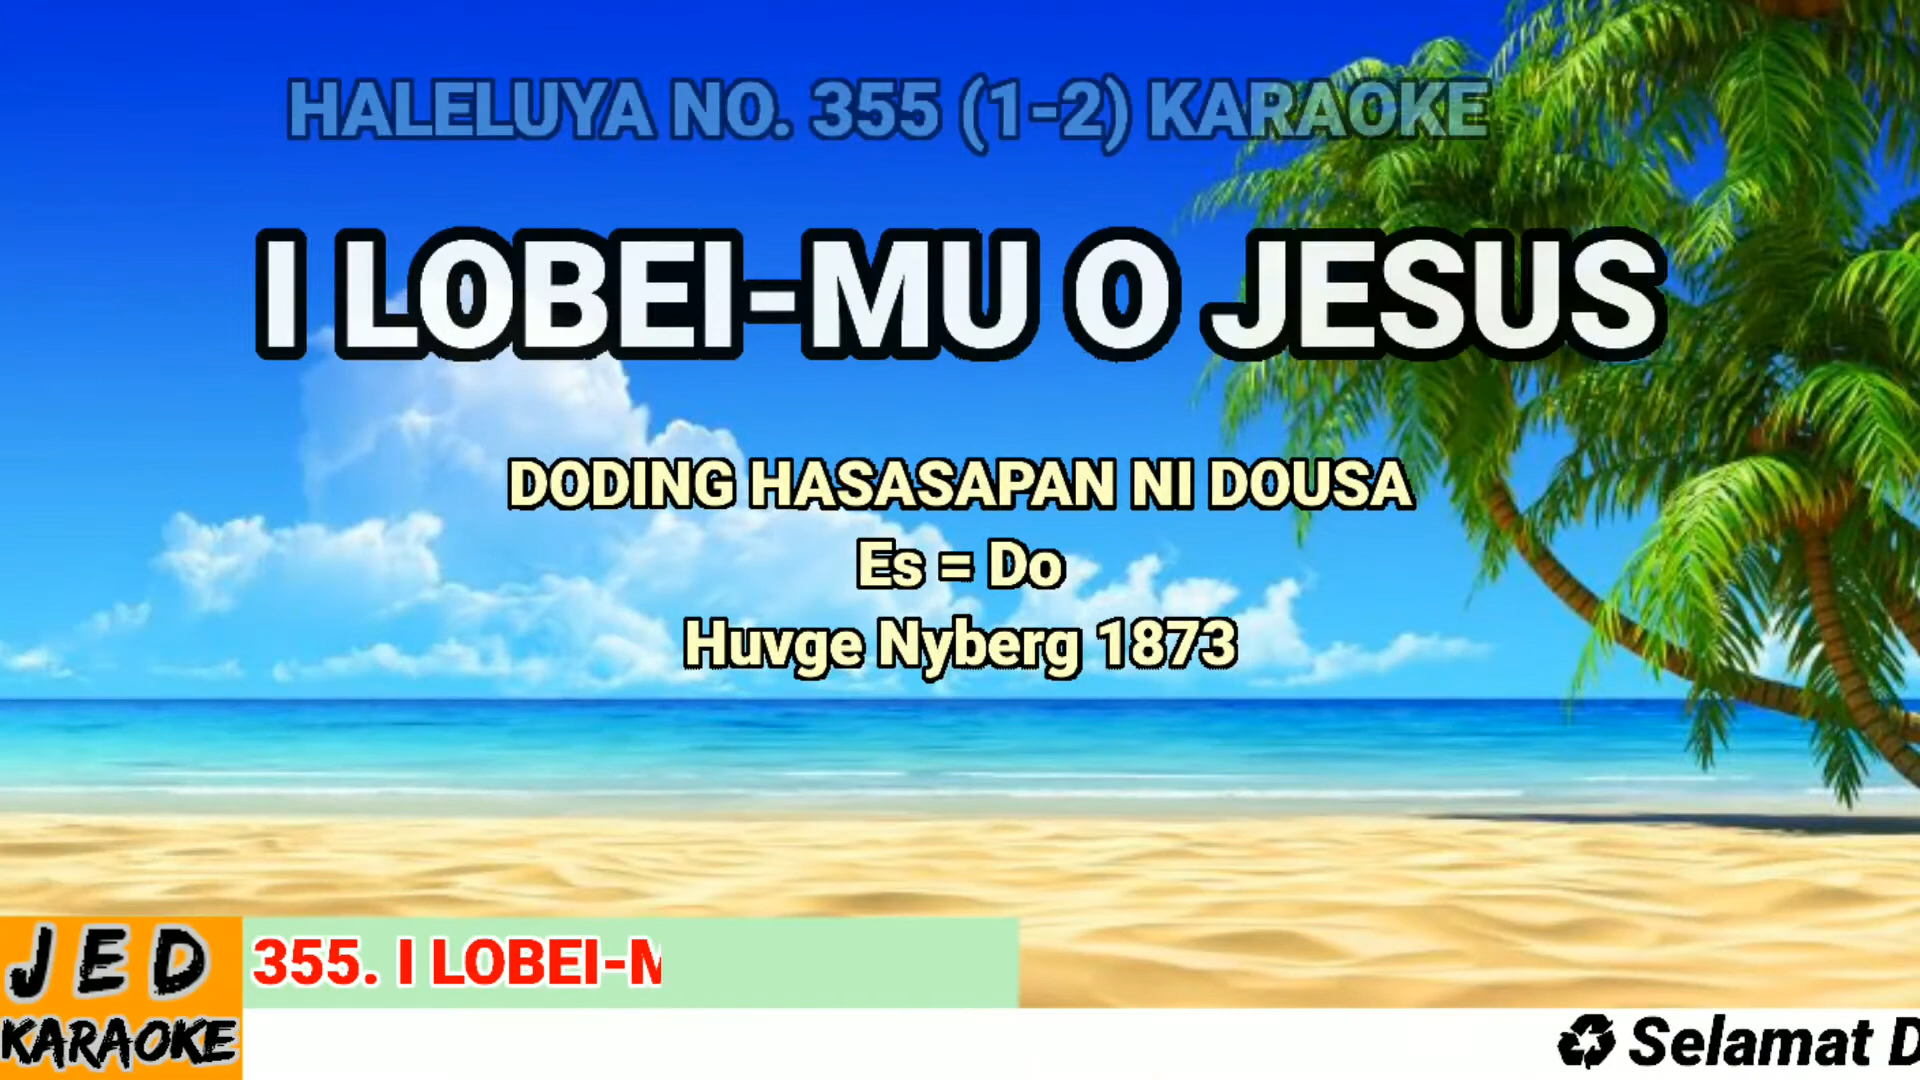 HALELUYA NO. 355 (1-2) KARAOKE
I LOBEI-MU O JESUS
DODING HASASAPAN NI DOUSA
Es = Do
Huvge Nyberg 1873
JED
KARAOKE
355. I LOBEI-M
Selamat D